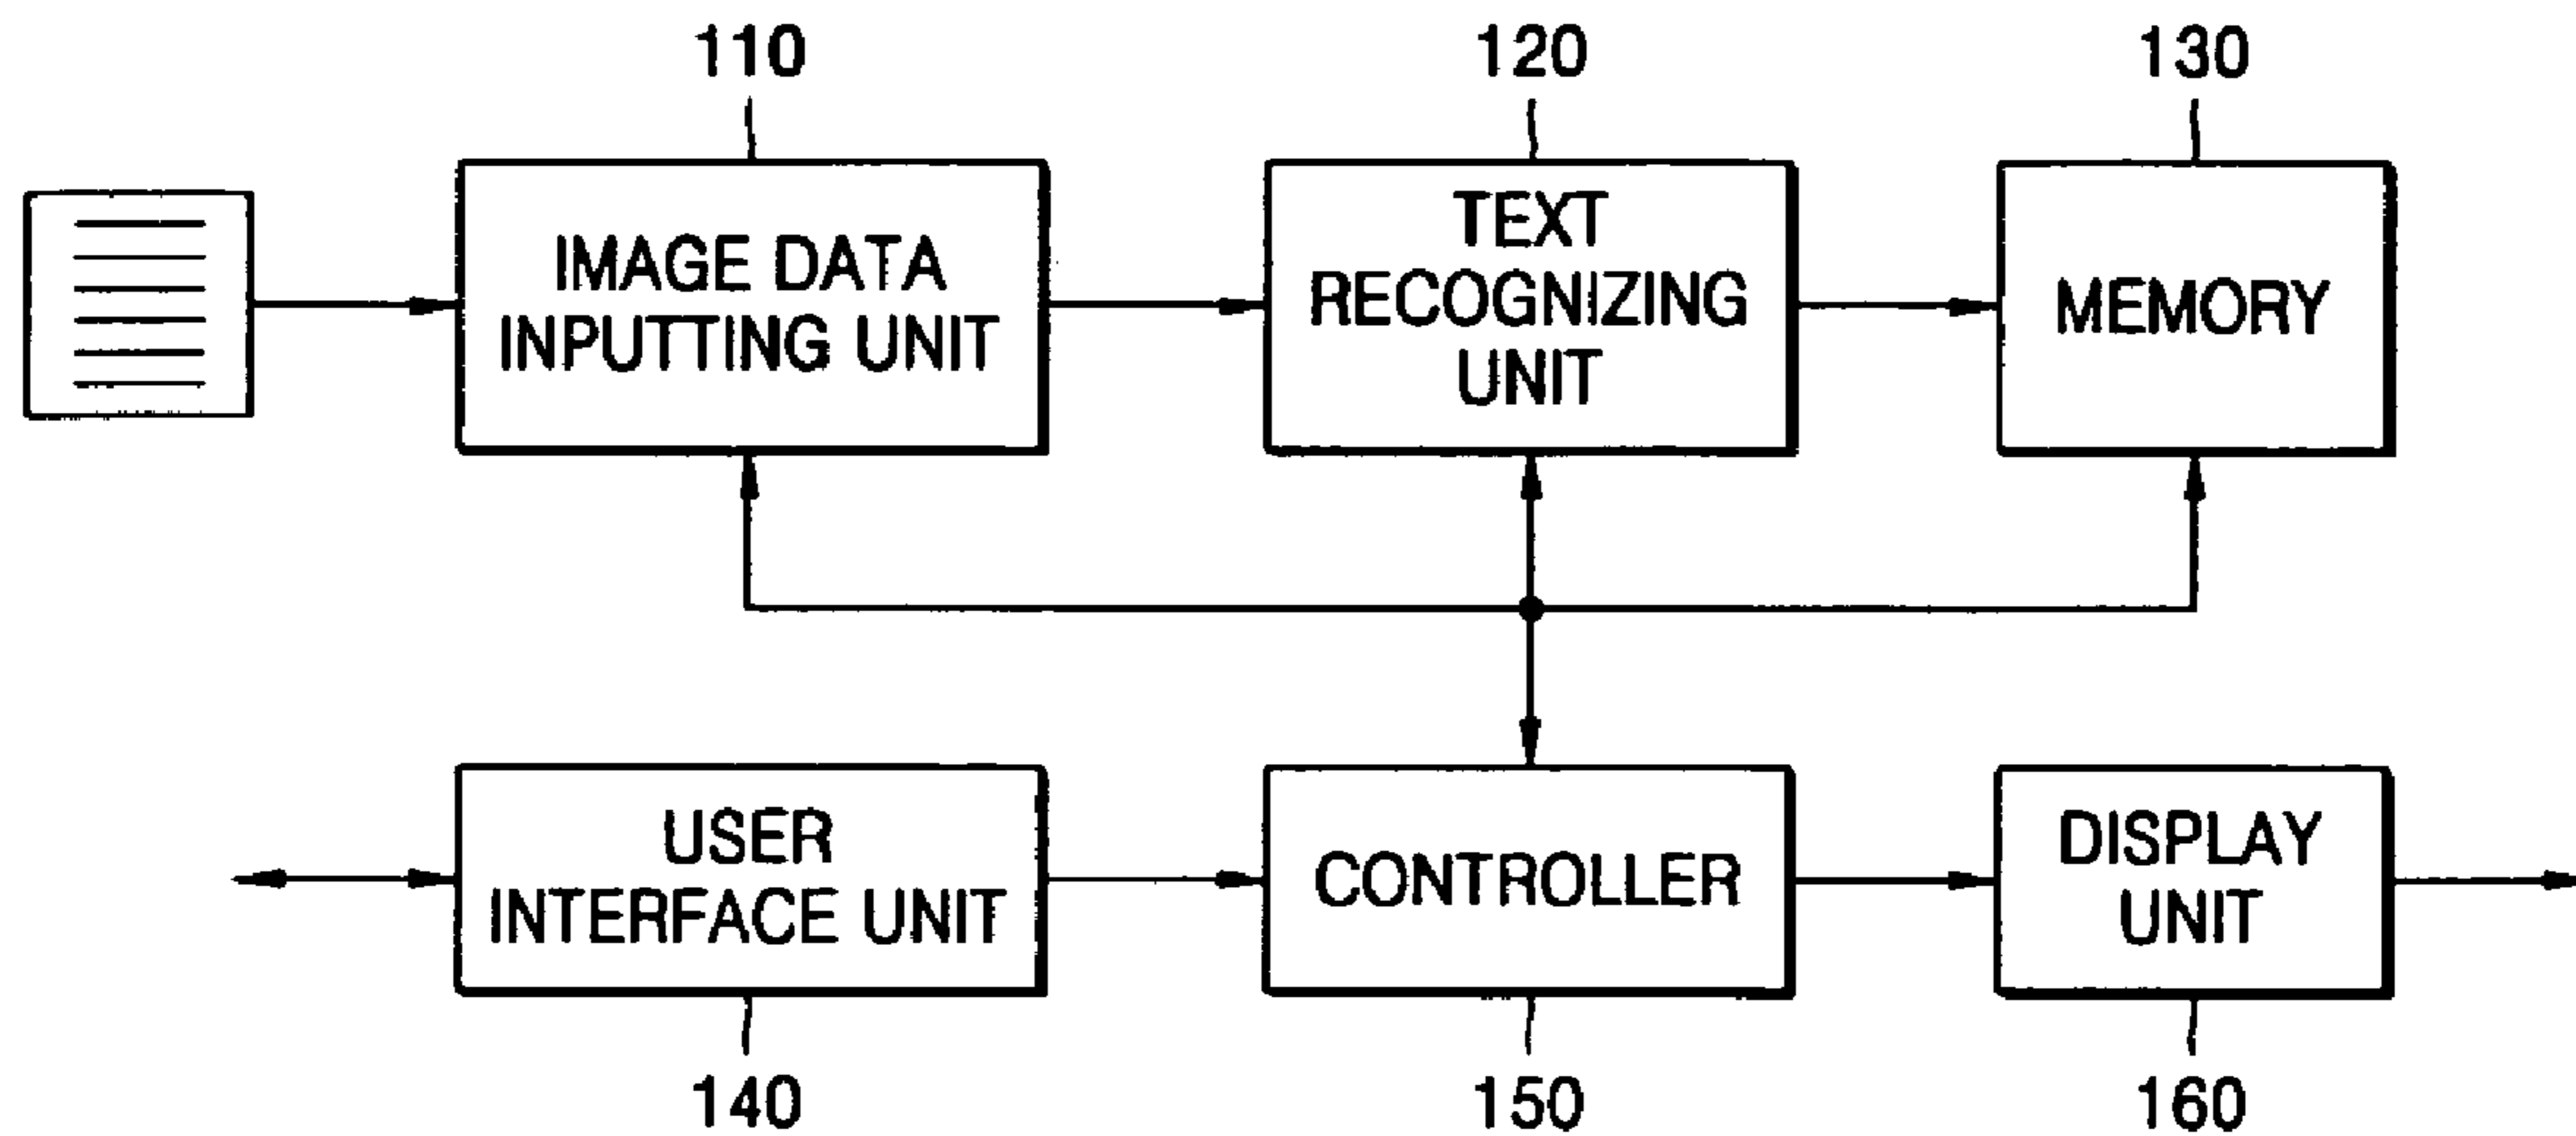 110
120
130
IMAGE DATA
INPUTTING UNIT
TEXT
RECOGNIZING
UNIT
MEMORY
USER
INTERFACE UNIT
CONTROLLER
DISPLAY
UNIT
140
150
160